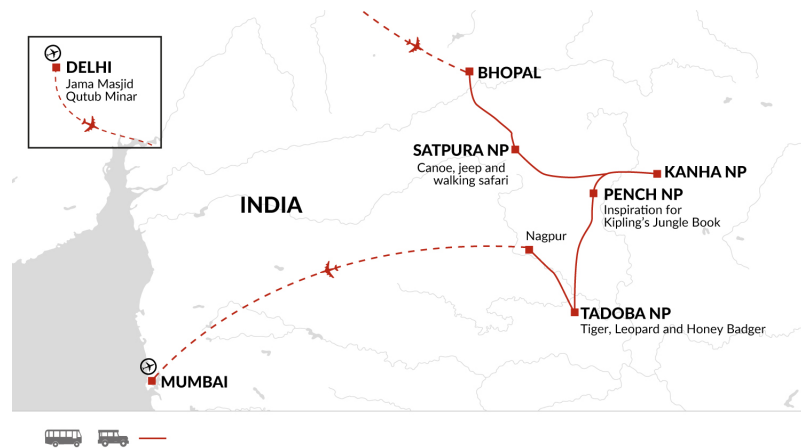 DELHI
Jama Masjid
Qutub Minar
BHOPAL
SATPURA NP
Canoe, jeep and
walking safari
KANHA NP
PENCH NP
Inspiration for
Kipling's Jungle Book
INDIA
Nagpur
TADOBA NP
Tiger, Leopard and Honey Badger
MUMBAI